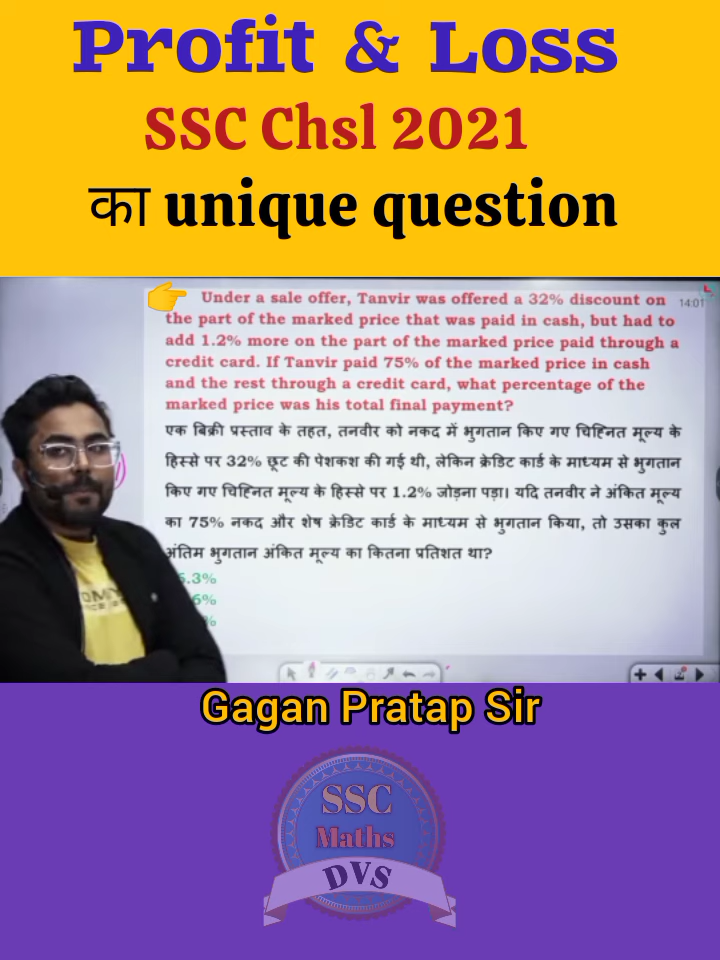 Profit & Loss
SSC Chsl 2021
का unique question
Under a sale offer, Tanvir was offered a 32% discount on
14:01
the part of the marked price that was paid in cash, but had to
add 1.2% more on the part of the marked price paid through a
credit card. If Tanvir paid 75% of the marked price in cash
and the rest through a credit card, what percentage of the
marked price was his total final payment?
एक बिक्री प्रस्ताव के तहत, तनवीर को नकद में भुगतान किए गए चिह्नित मूल्य के
हिस्से पर 32% छूट की पेशकश की गई थी, लेकिन क्रेडिट कार्ड के माध्यम से भुगतान
किए गए चिह्नित मूल्य के हिस्से पर 1.2% जोड़ना पड़ा। यदि तनवीर ने अंकित मूल्य
का 75% नकद और शेष क्रेडिट कार्ड के माध्यम से भुगतान किया, तो उसका कुल
अंतिम भुगतान अंकित मूल्य का कितना प्रतिशत था?
.3%
6%
%
Gagan Pratap Sir
SSC
Maths
DVS